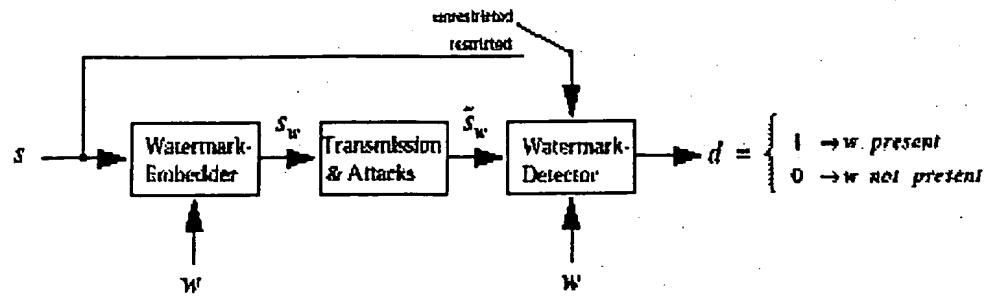 unrestricted
restricted
s
Watermark-
Embedder
s_w
Transmission
& Attacks
s̃_w
Watermark-
Detector
d = { 1 → w present
0 → w not present
w
w